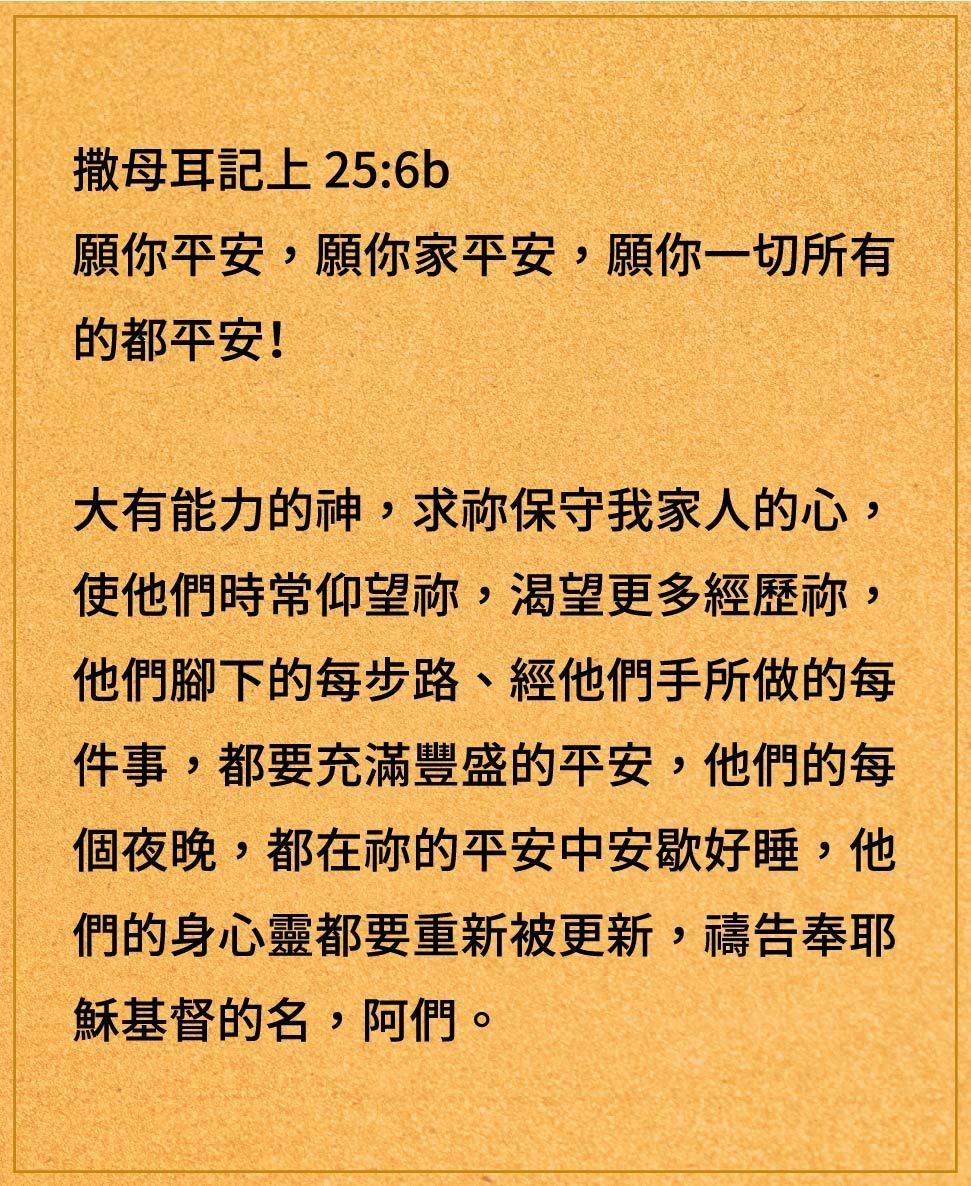 撒母耳記上 25:6b
願你平安，願你家平安，願你一切所有
的都平安！
大有能力的神，求祢保守我家人的心，
使他們時常仰望祢，渴望更多經歷祢，
他們腳下的每步路、經他們手所做的每
件事，都要充滿豐盛的平安，他們的每
個夜晚，都在祢的平安中安歇好睡，他
們的身心靈都要重新被更新，禱告奉耶
穌基督的名，阿們。